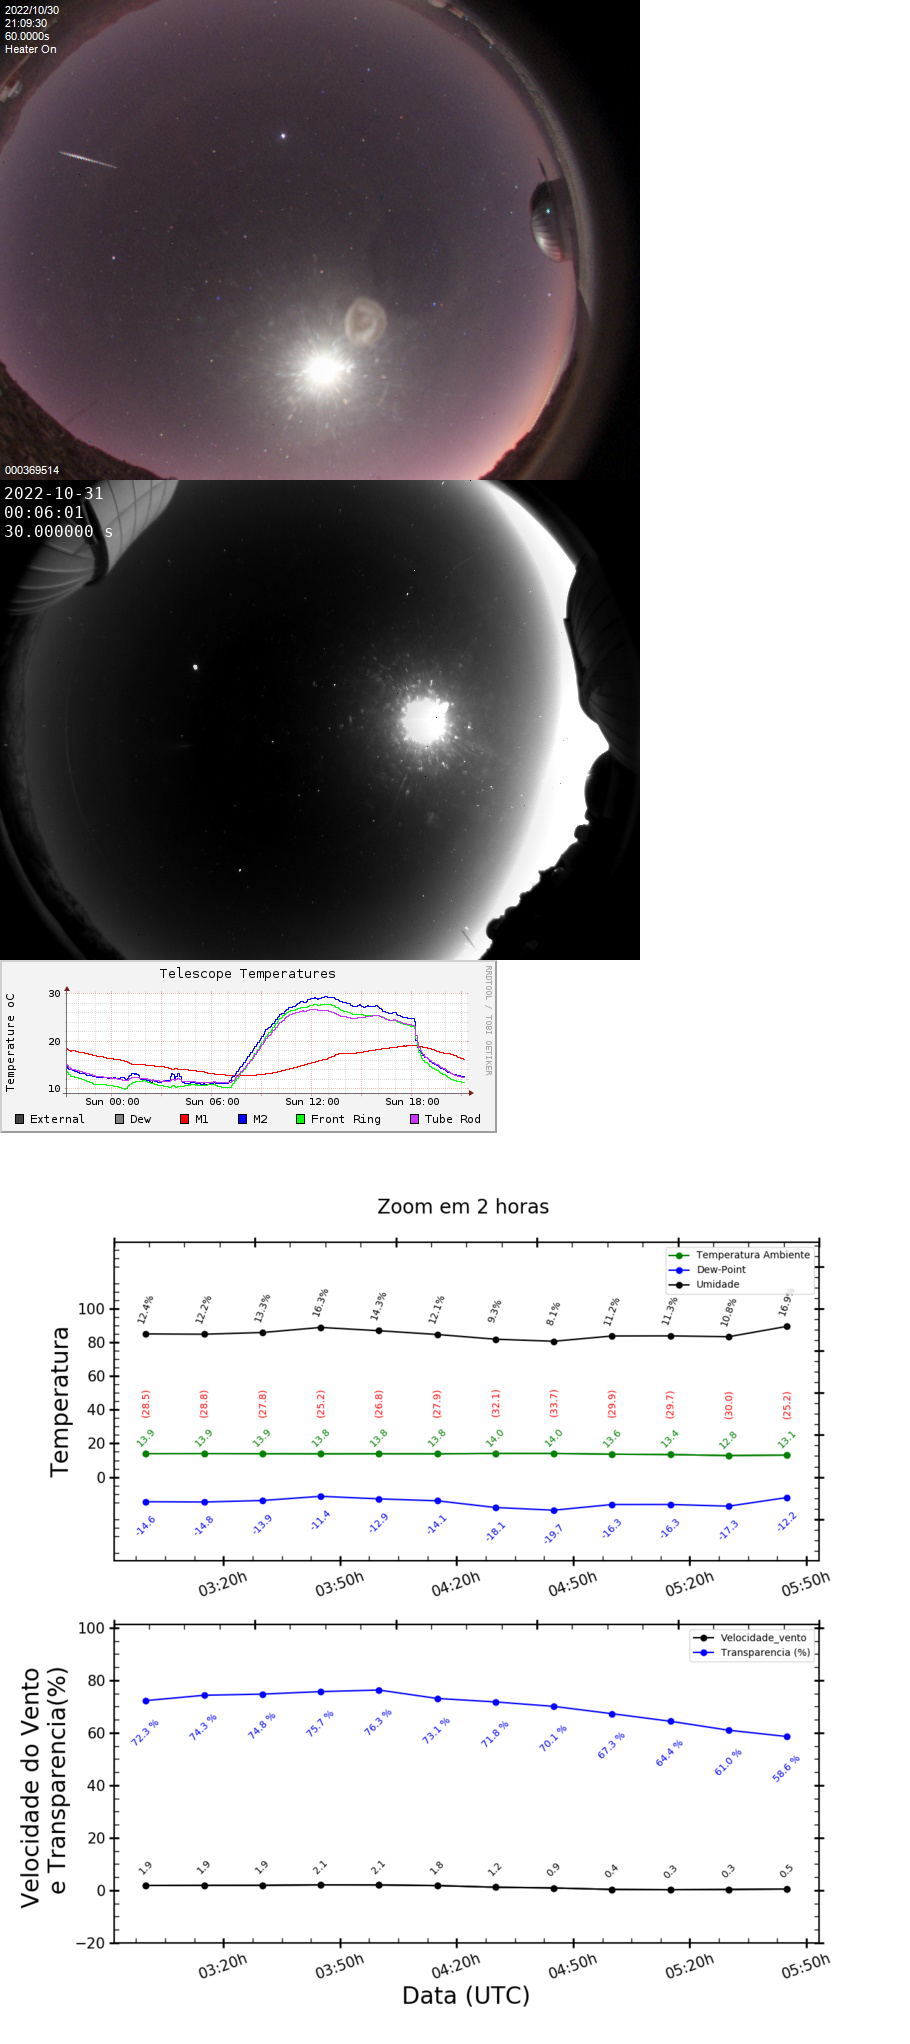 2022/10/30
21:09:30
60.0000s
Heater On
000369514
2022-10-31
00:06:01
30.000000 s
Telescope Temperatures
RRDTOOL / TOBI OETIKER
Temperature oC
30
20
10
Sun 00:00 Sun 06:00 Sun 12:00 Sun 18:00
External Dew M1 M2 Front Ring Tube Rod
Zoom em 2 horas
Temperatura Ambiente
Dew-Point
Umidade
Temperatura
100
80
60
40
20
0
12.4% 12.2% 13.3% 16.3% 14.3% 12.1% 9.3% 8.1% 11.2% 11.3% 10.8% 16.9%
(28.5) (28.8) (27.8) (25.2) (26.8) (27.9) (32.1) (33.7) (29.9) (29.7) (30.0) (25.2)
13.9 13.9 13.9 13.8 13.8 13.8 14.0 14.0 13.6 13.4 12.8 13.1
-14.6 -14.8 -13.9 -11.4 -12.9 -14.1 -18.1 -19.7 -16.3 -16.3 -17.3 -12.2
03:20h 03:50h 04:20h 04:50h 05:20h 05:50h
Velocidade_vento
Transparencia (%)
Velocidade do Vento
e Transparencia(%)
100
80
60
40
20
0
−20
72.3 % 74.3 % 74.8 % 75.7 % 76.3 % 73.1 % 71.8 % 70.1 % 67.3 % 64.4 % 61.0 % 58.6 %
1.9 1.9 1.9 2.1 2.1 1.8 1.2 0.9 0.4 0.3 0.3 0.5
03:20h 03:50h 04:20h 04:50h 05:20h 05:50h
Data (UTC)